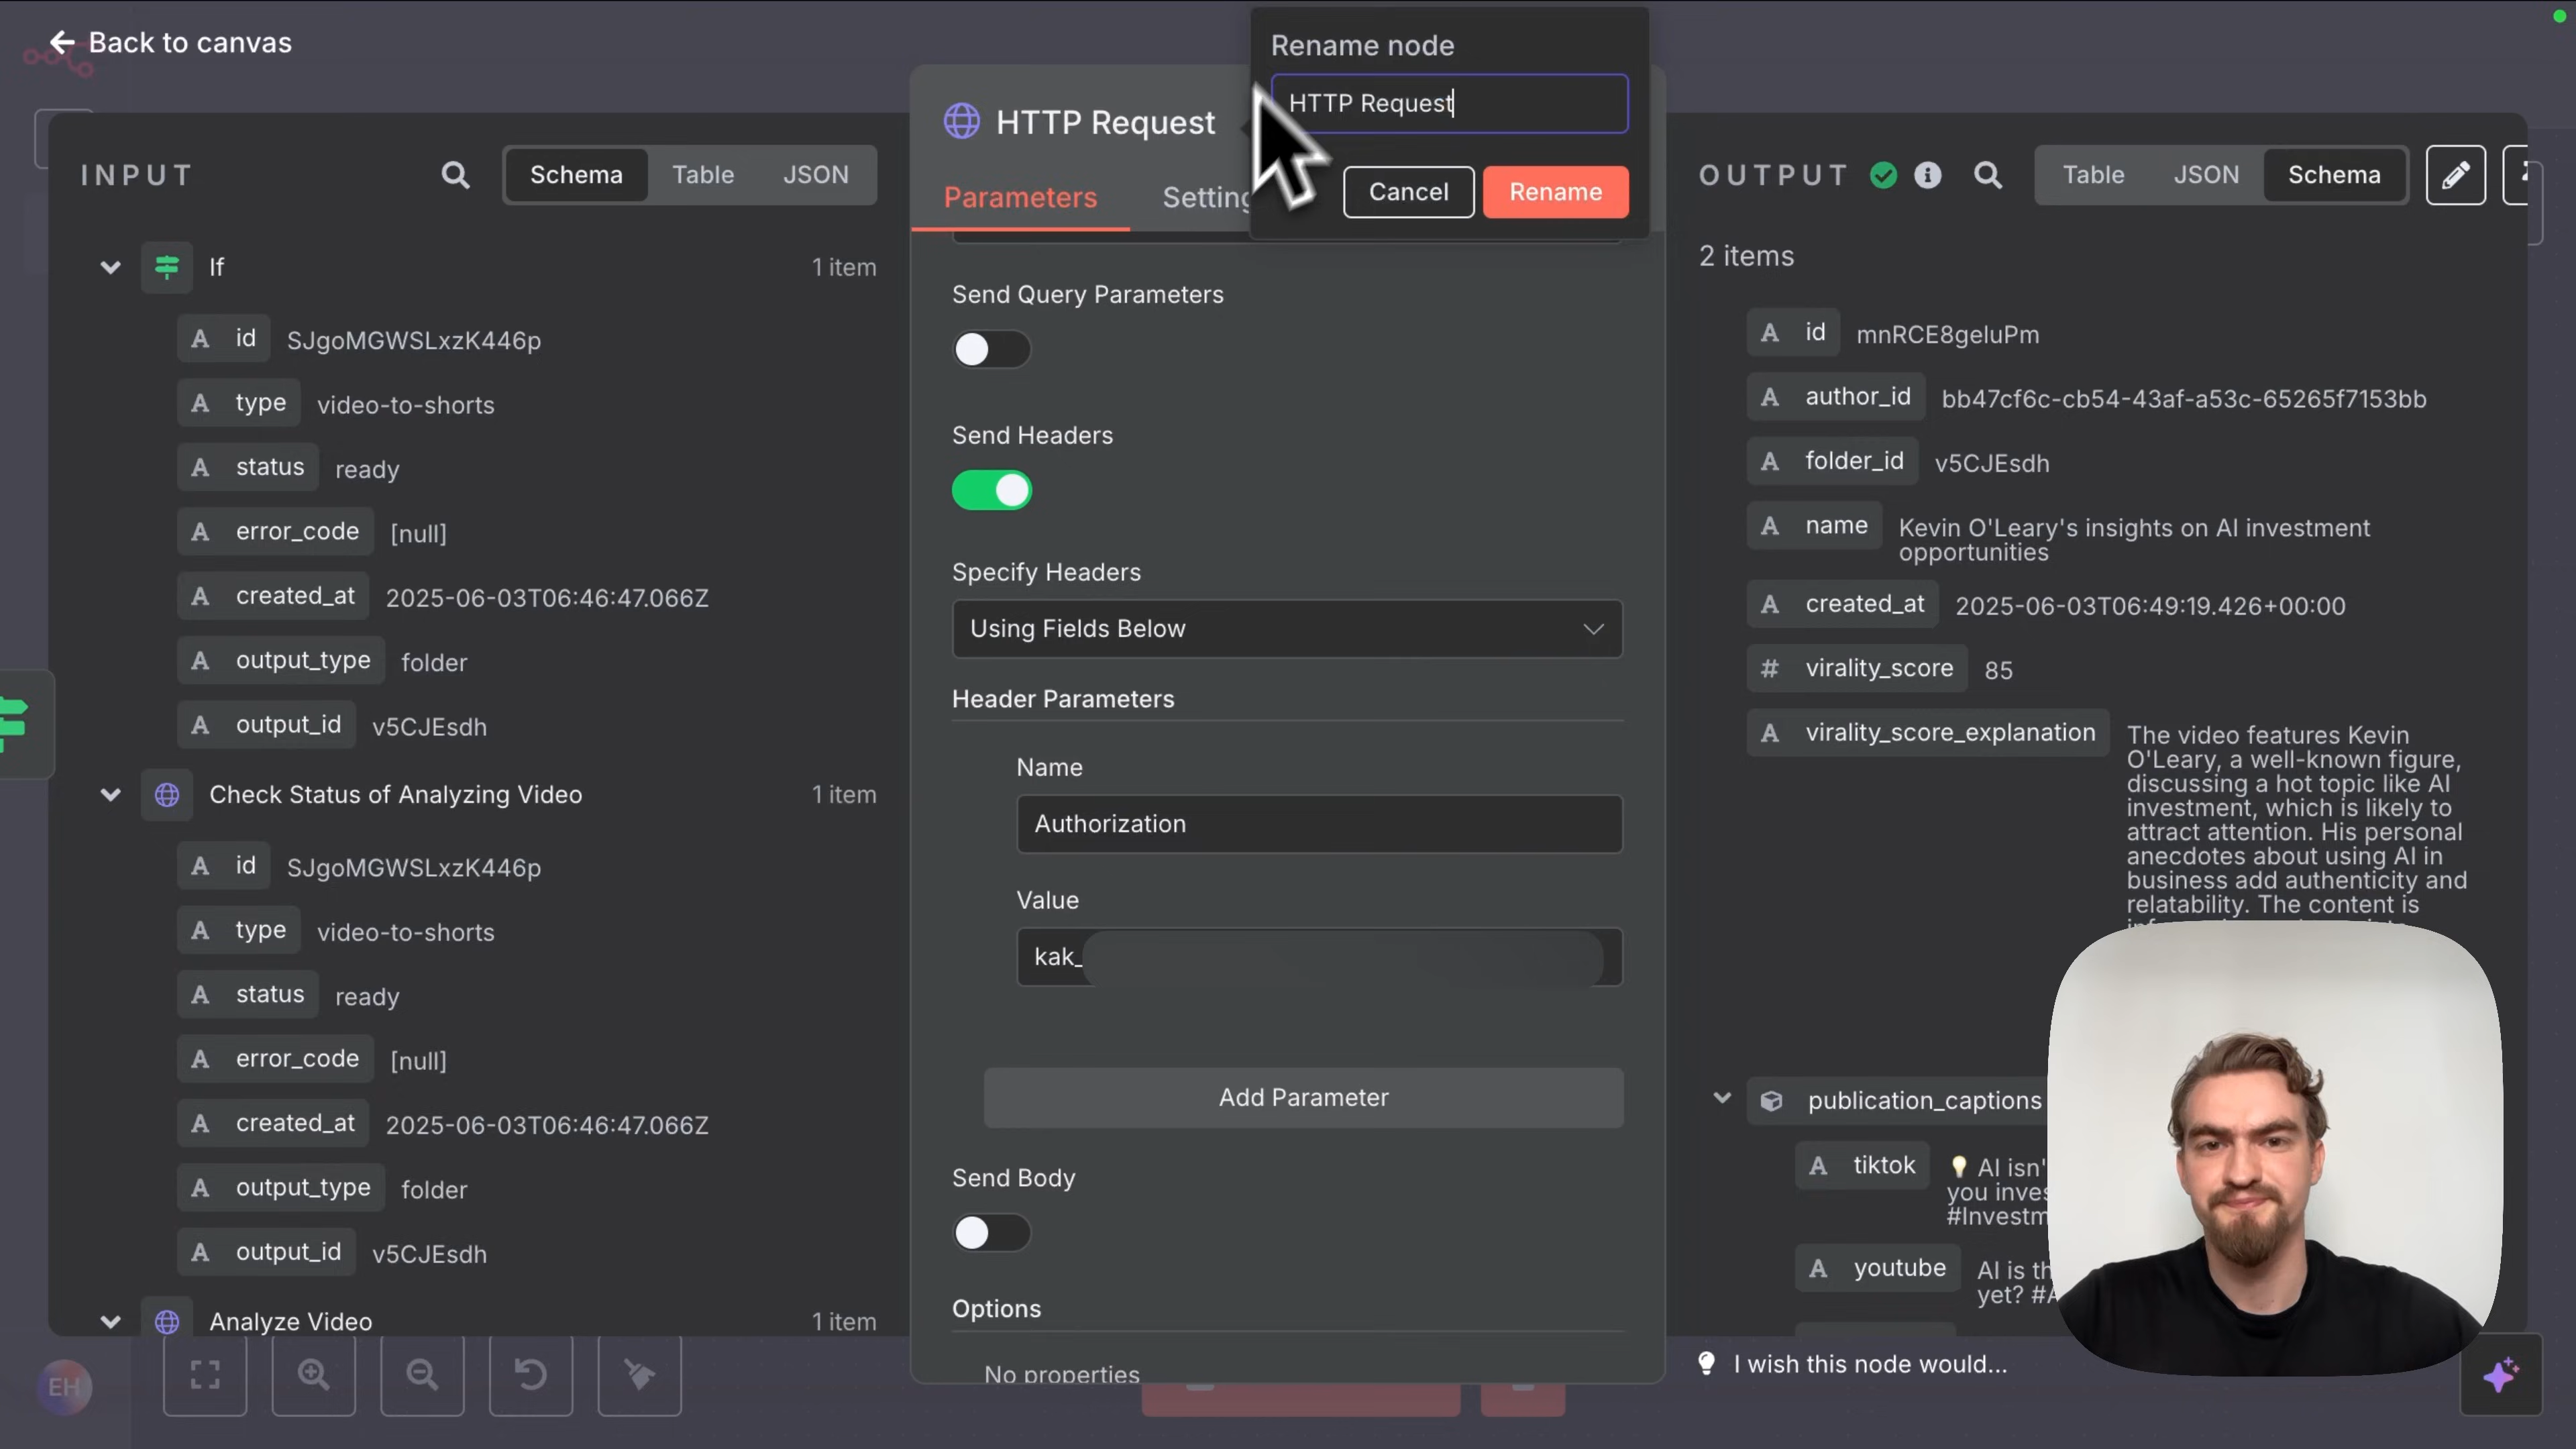 Back to canvas
Rename node
HTTP Request
Cancel
Rename
INPUT
Schema
Table
JSON
If
1 item
A id SJgoMGWSLxzK446p
A type video-to-shorts
A status ready
A error_code [null]
A created_at 2025-06-03T06:46:47.066Z
A output_type folder
A output_id v5CJEsdh
Check Status of Analyzing Video
1 item
A id SJgoMGWSLxzK446p
A type video-to-shorts
A status ready
A error_code [null]
A created_at 2025-06-03T06:46:47.066Z
A output_type folder
A output_id v5CJEsdh
Analyze Video
1 item
EH
HTTP Request
Parameters
Setting
Send Query Parameters
Send Headers
Specify Headers
Using Fields Below
Header Parameters
Name
Authorization
Value
kak_
Add Parameter
Send Body
Options
No properties
OUTPUT
Table
JSON
Schema
2 items
A id mnRCE8geIuPm
A author_id bb47cf6c-cb54-43af-a53c-65265f7153bb
A folder_id v5CJEsdh
A name Kevin O'Leary's insights on AI investment
opportunities
A created_at 2025-06-03T06:49:19.426+00:00
# virality_score 85
A virality_score_explanation The video features Kevin
O'Leary, a well-known figure,
discussing a hot topic like AI
investment, which is likely to
attract attention. His personal
anecdotes about using AI in
business add authenticity and
relatability. The content is
publication_captions
A tiktok 💡 AI isn'
you inves
#Investm
A youtube AI is th
yet? #A
I wish this node would...